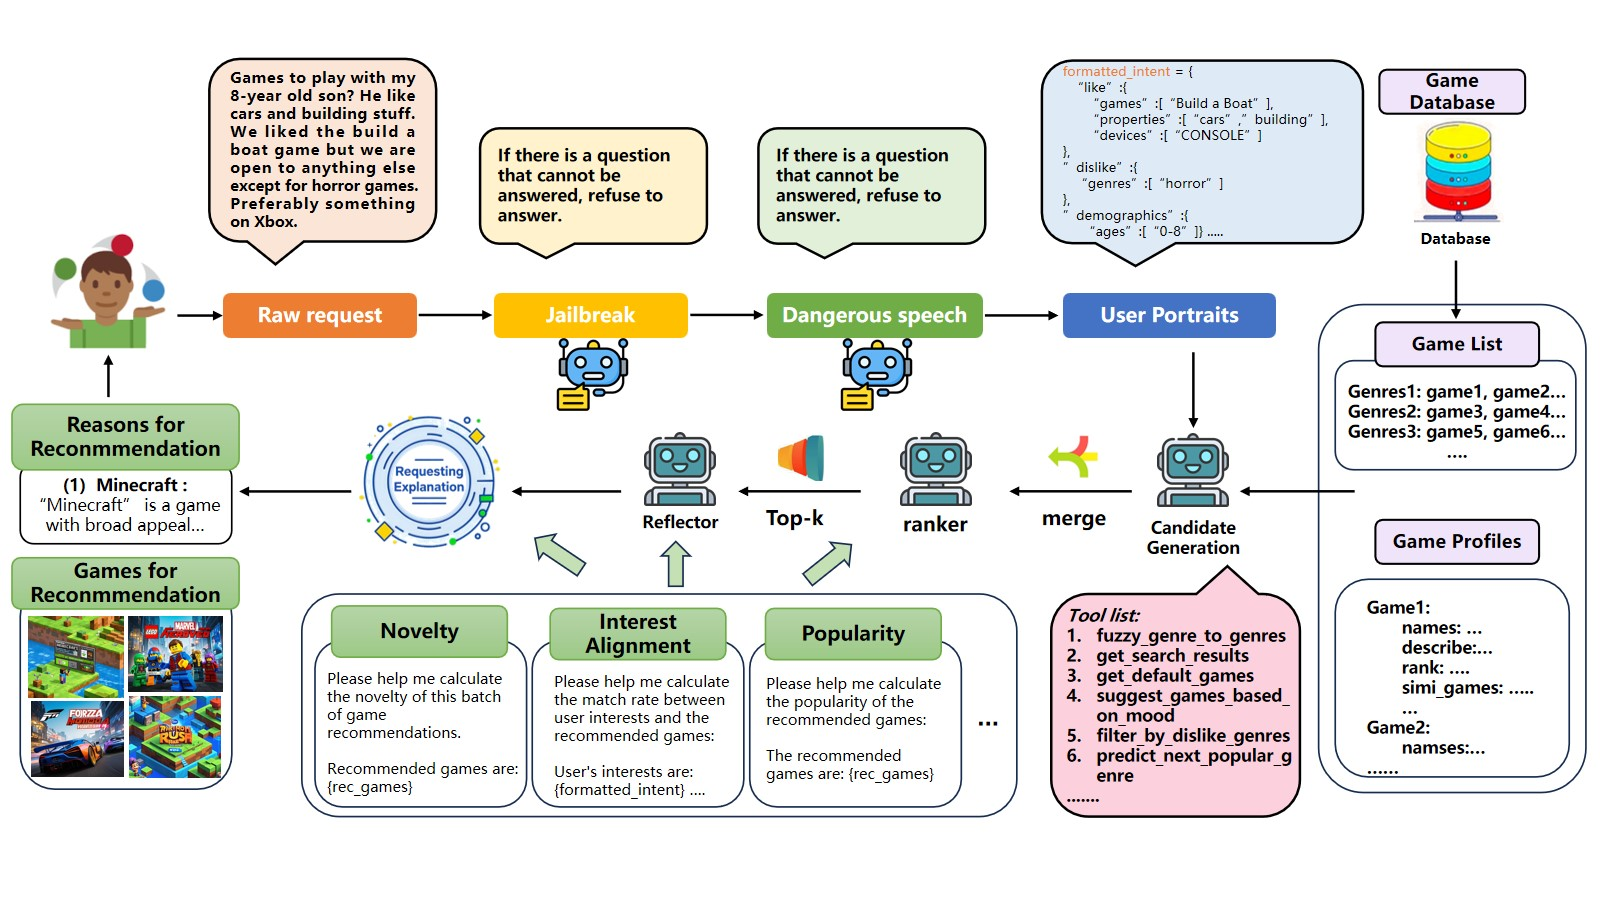 Games to play with my
8-year old son? He like
cars and building stuff.
We liked the build a
boat game but we are
open to anything else
except for horror games.
Preferably something
on Xbox.
If there is a question
that cannot be
answered, refuse to
answer.
If there is a question
that cannot be
answered, refuse to
answer.
formatted_intent = {
“like” :{
“games” :[ “Build a Boat” ],
“properties” :[ “cars” ,” building” ],
“devices” :[ “CONSOLE” ]
},
” dislike” :{
“genres” :[ “horror” ]
},
” demographics” :{
“ages” :[ “0-8” ]} .....
Game
Database
Database
Raw request
Jailbreak
Dangerous speech
User Portraits
Game List
Genres1: game1, game2...
Genres2: game3, game4...
Genres3: game5, game6...
....
Game Profiles
Game1:
names: ...
describe:...
rank: ....
simi_games: .....
...
Game2:
namses:...
......
Candidate
Generation
merge
ranker
Top-k
Reflector
Requesting
Explanation
Reasons for
Reconmmendation
(1) Minecraft :
“Minecraft” is a game
with broad appeal...
Games for
Reconmmendation
LEGO
MARVEL
RUSH
Novelty
Please help me calculate
the novelty of this batch
of game
recommendations.
Recommended games are:
{rec_games}
Interest
Alignment
Please help me calculate
the match rate between
user interests and the
recommended games:
User's interests are:
{formatted_intent} ....
Popularity
Please help me calculate
the popularity of the
recommended games:
The recommended
games are: {rec_games}
...
Tool list:
1. fuzzy_genre_to_genres
2. get_search_results
3. get_default_games
4. suggest_games_based_
on_mood
5. filter_by_dislike_genres
6. predict_next_popular_g
enre
.......